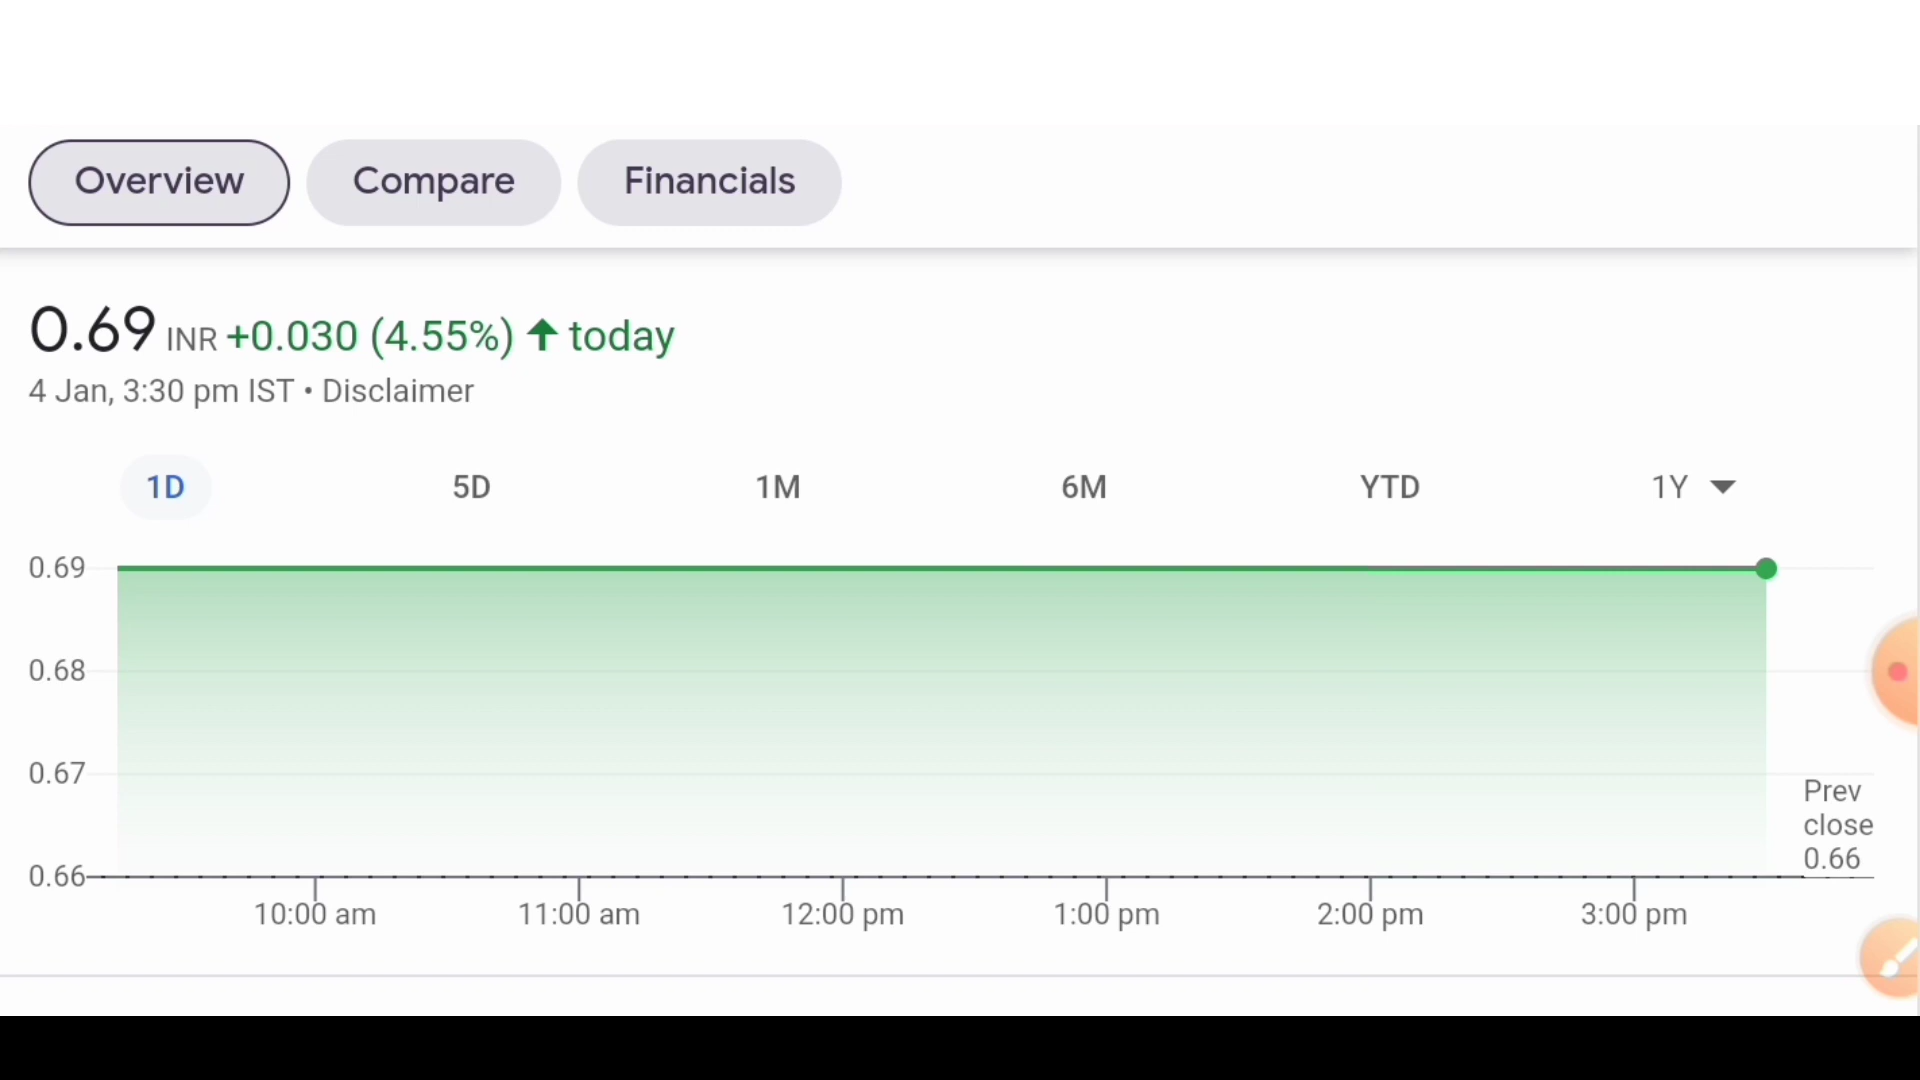 Overview Compare Financials
0.69 INR +0.030 (4.55%) ↑ today
4 Jan, 3:30 pm IST • Disclaimer
1D 5D 1M 6M YTD 1Y
0.69
0.68
0.67
Prev
close
0.66
0.66
10:00 am 11:00 am 12:00 pm 1:00 pm 2:00 pm 3:00 pm